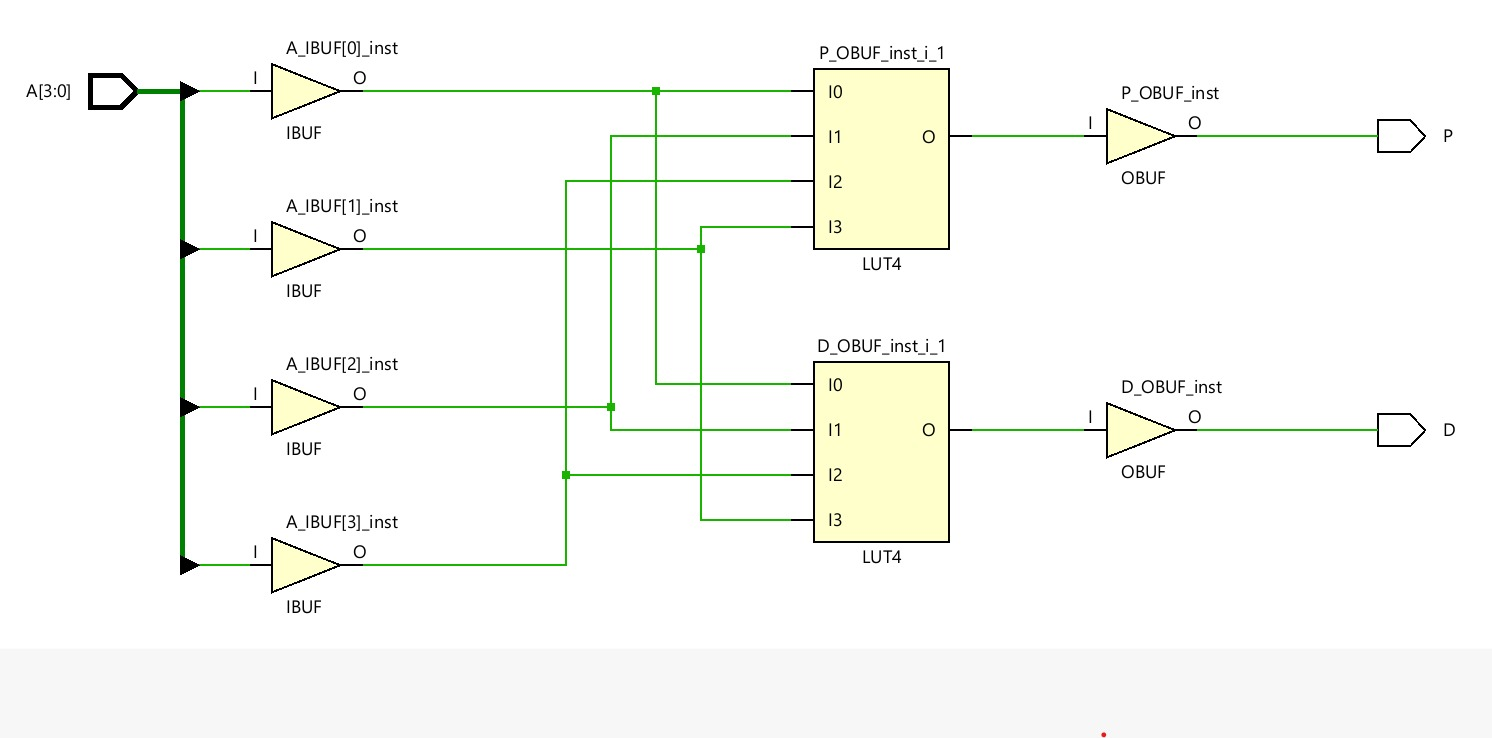 A_IBUF[0]_inst
P_OBUF_inst_i_1
A[3:0]
I
O
I0
P_OBUF_inst
IBUF
I1
O
I
O
P
I2
OBUF
A_IBUF[1]_inst
I
O
I3
LUT4
IBUF
D_OBUF_inst_i_1
A_IBUF[2]_inst
I
O
I0
D_OBUF_inst
IBUF
I1
O
I
O
D
I2
OBUF
A_IBUF[3]_inst
I
O
I3
LUT4
IBUF